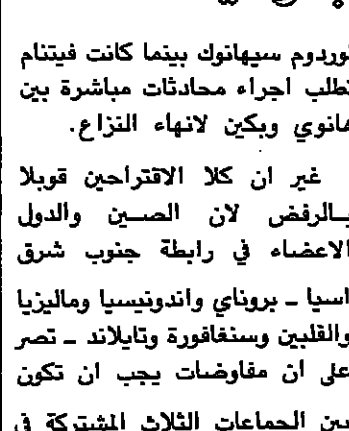 نوردوم سيهانوك بينما كانت فيتنام
تطلب اجراء محادثات مباشرة بين
هانوي وبكين لانهاء النزاع.
غير ان كلا الاقتراحين قوبلا
بالرفض لان الصين والدول
الاعضاء في رابطة جنوب شرق
اسيا ـ بروناي واندونيسيا وماليزيا
والفلبين وسنغافورة وتايلاند ـ تصر
على ان مفاوضات يجب ان تكون
بين الجماعات الثلاث المشتركة في